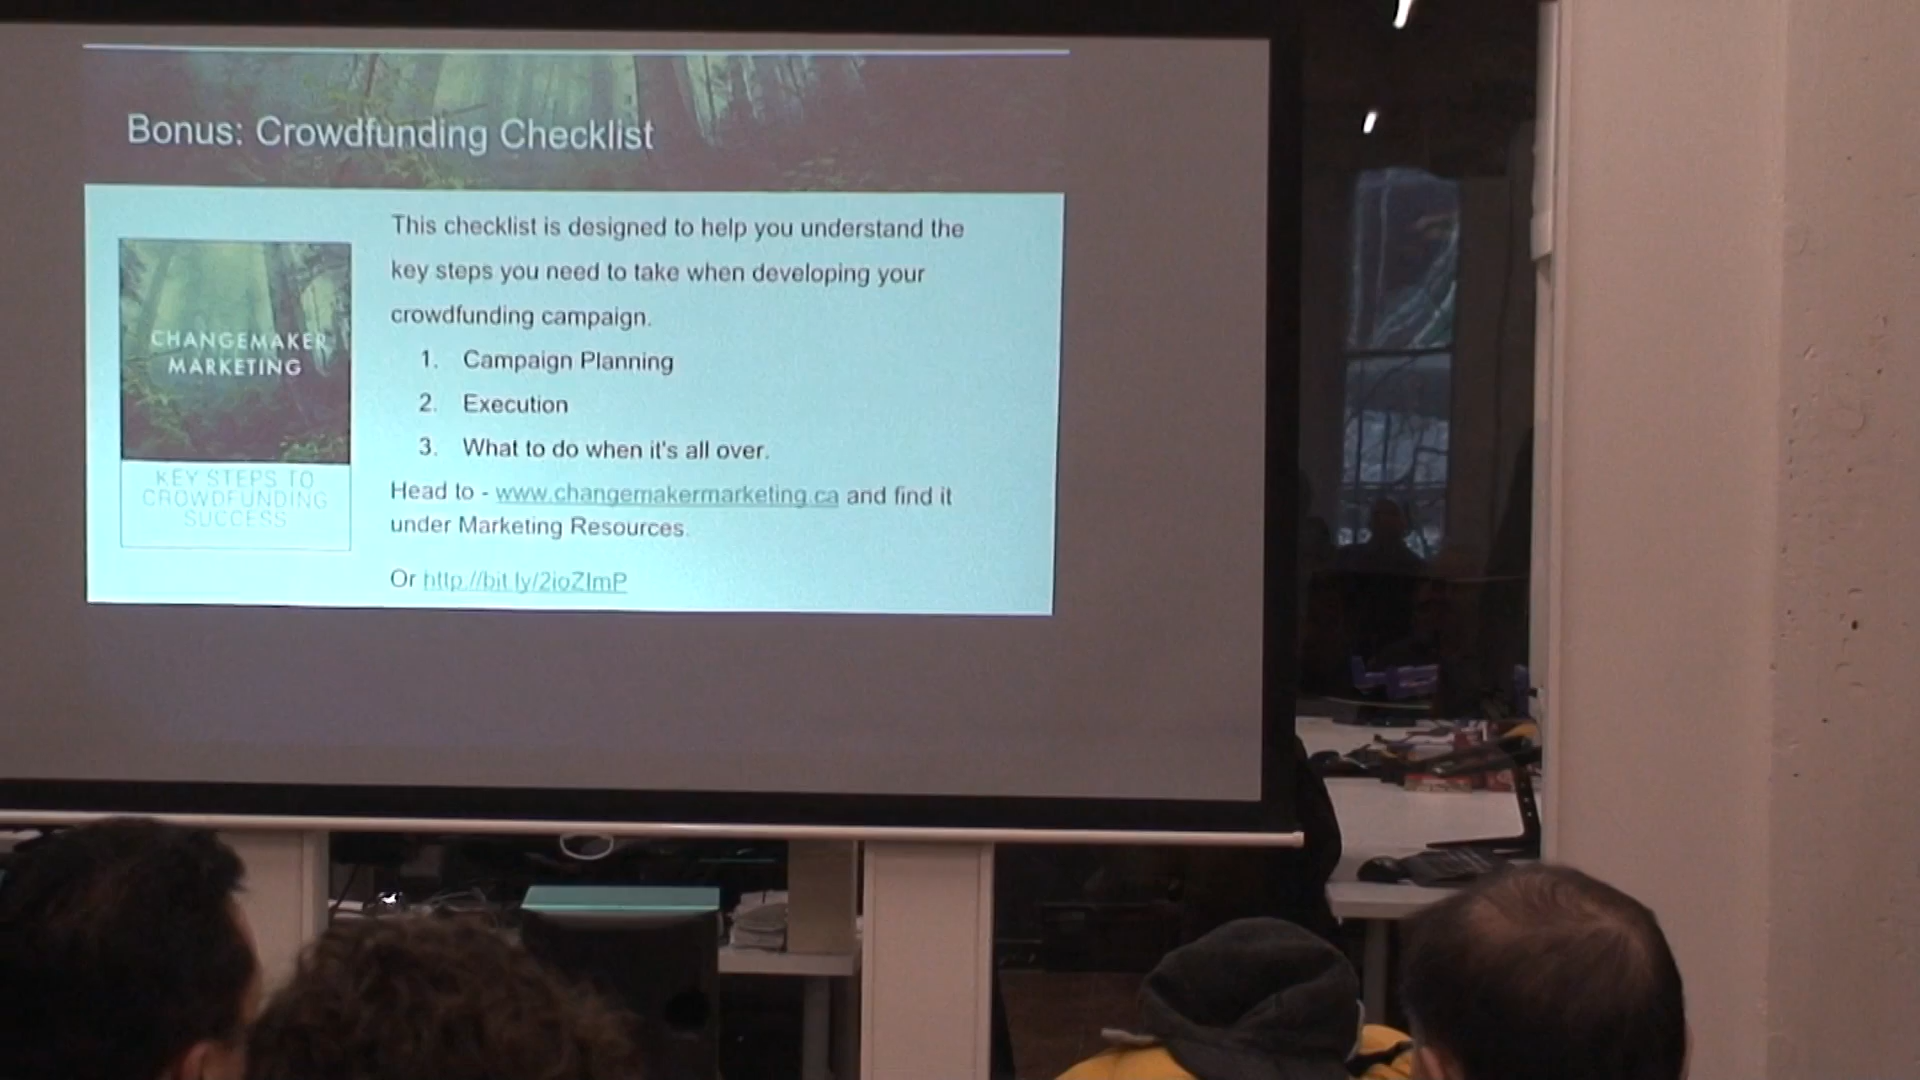 Bonus: Crowdfunding Checklist
CHANGEMAKER
MARKETING
KEY STEPS TO
CROWDFUNDING
SUCCESS
This checklist is designed to help you understand the
key steps you need to take when developing your
crowdfunding campaign.
1. Campaign Planning
2. Execution
3. What to do when it's all over.
Head to - www.changemakermarketing.ca and find it
under Marketing Resources.
Or http://bit.ly/2ioZImP